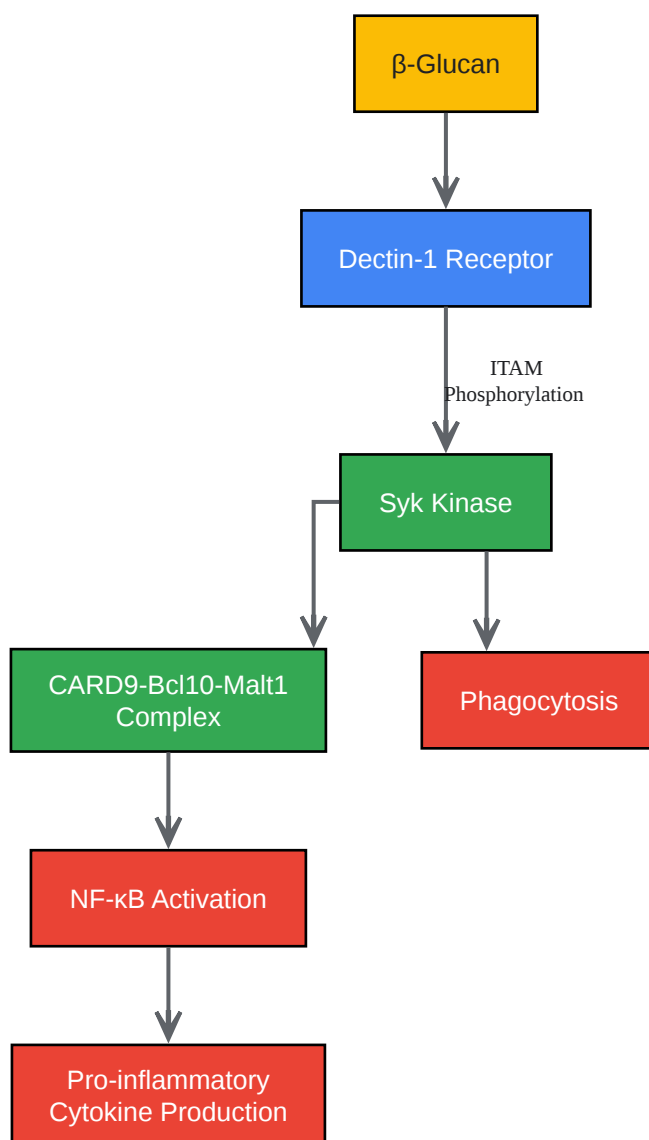 β-Glucan
Dectin-1 Receptor
ITAM
Phosphorylation
Syk Kinase
CARD9-Bcl10-Malt1
Complex
Phagocytosis
NF-κB Activation
Pro-inflammatory
Cytokine Production